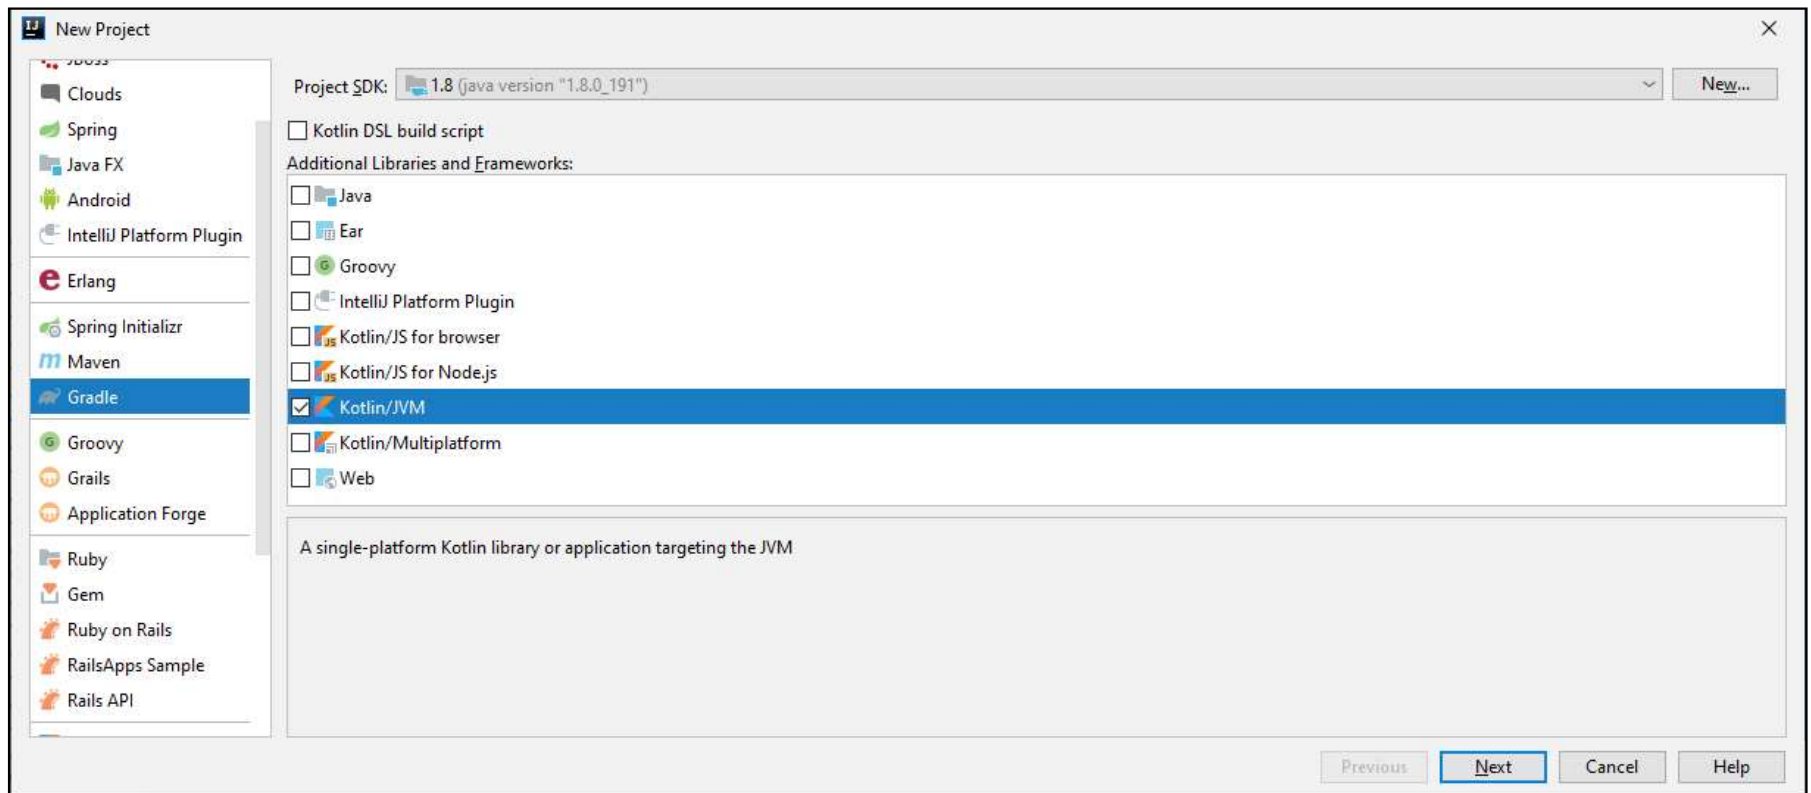 New Project
JBoss
Clouds
Spring
Java FX
Android
IntelliJ Platform Plugin
Erlang
Spring Initializr
Maven
Gradle
Groovy
Grails
Application Forge
Ruby
Gem
Ruby on Rails
RailsApps Sample
Rails API
Project SDK: 1.8 (java version "1.8.0_191") New...
Kotlin DSL build script
Additional Libraries and Frameworks:
Java
Ear
Groovy
IntelliJ Platform Plugin
Kotlin/JS for browser
Kotlin/JS for Node.js
Kotlin/JVM
Kotlin/Multiplatform
Web
A single-platform Kotlin library or application targeting the JVM
Previous Next Cancel Help